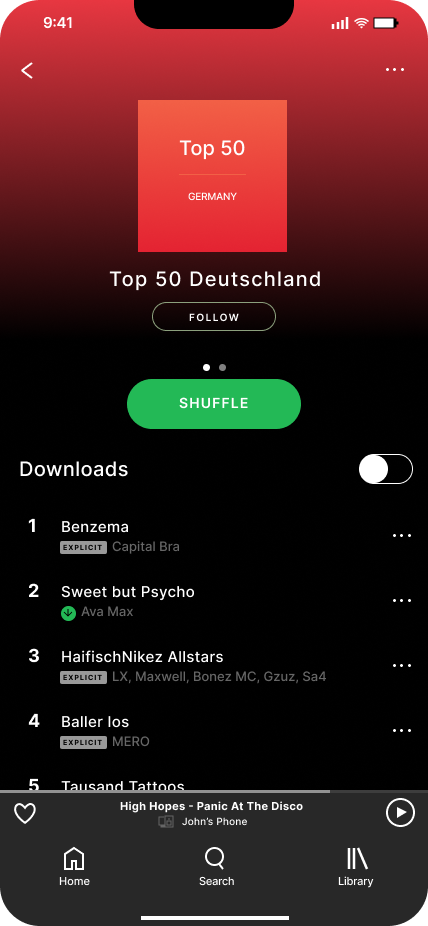 9:41
Top 50
GERMANY
Top 50 Deutschland
FOLLOW
SHUFFLE
Downloads
1 Benzema
EXPLICIT Capital Bra
2 Sweet but Psycho
Ava Max
3 HaifischNikez Allstars
EXPLICIT LX, Maxwell, Bonez MC, Gzuz, Sa4
4 Baller los
EXPLICIT MERO
5 Tausand Tattoos
High Hopes - Panic At The Disco
John's Phone
Home Search Library